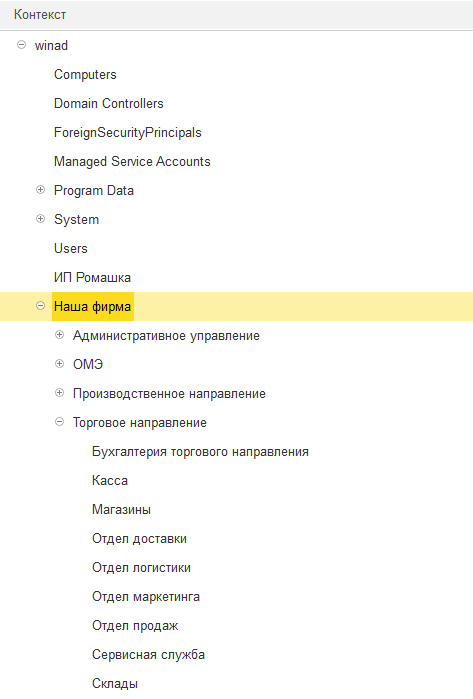 Контекст
winad
Computers
Domain Controllers
ForeignSecurityPrincipals
Managed Service Accounts
Program Data
System
Users
ИП Ромашка
Наша фирма
Административное управление
ОМЭ
Производственное направление
Торговое направление
Бухгалтерия торгового направления
Касса
Магазины
Отдел доставки
Отдел логистики
Отдел маркетинга
Отдел продаж
Сервисная служба
Склады